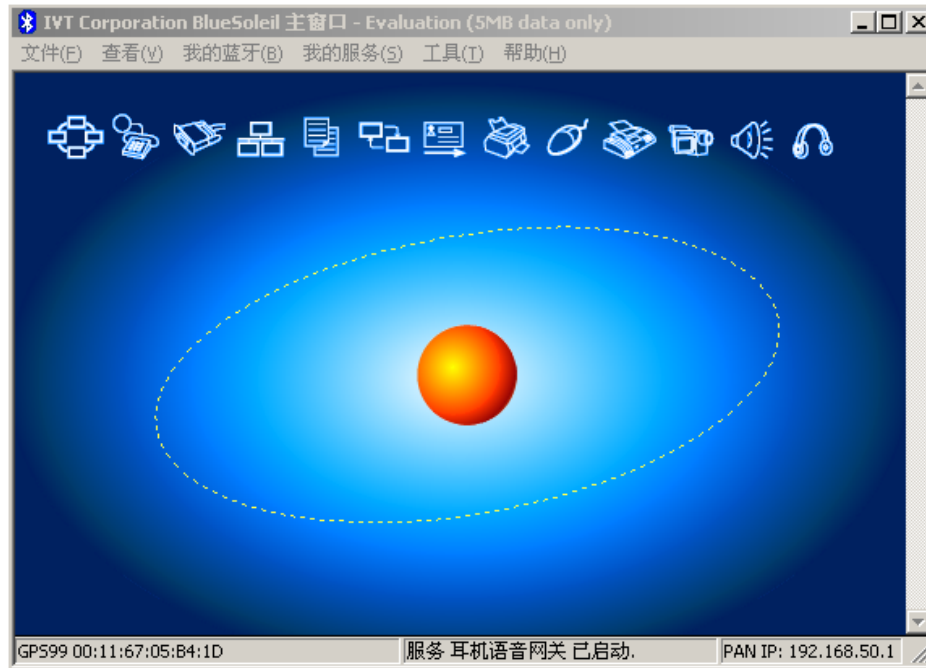 IVT Corporation BlueSoleil 主窗口 - Evaluation (5MB data only)
文件(F) 查看(V) 我的蓝牙(B) 我的服务(S) 工具(T) 帮助(H)
GPS99 00:11:67:05:B4:1D 服务 耳机语音网关 已启动. PAN IP: 192.168.50.1